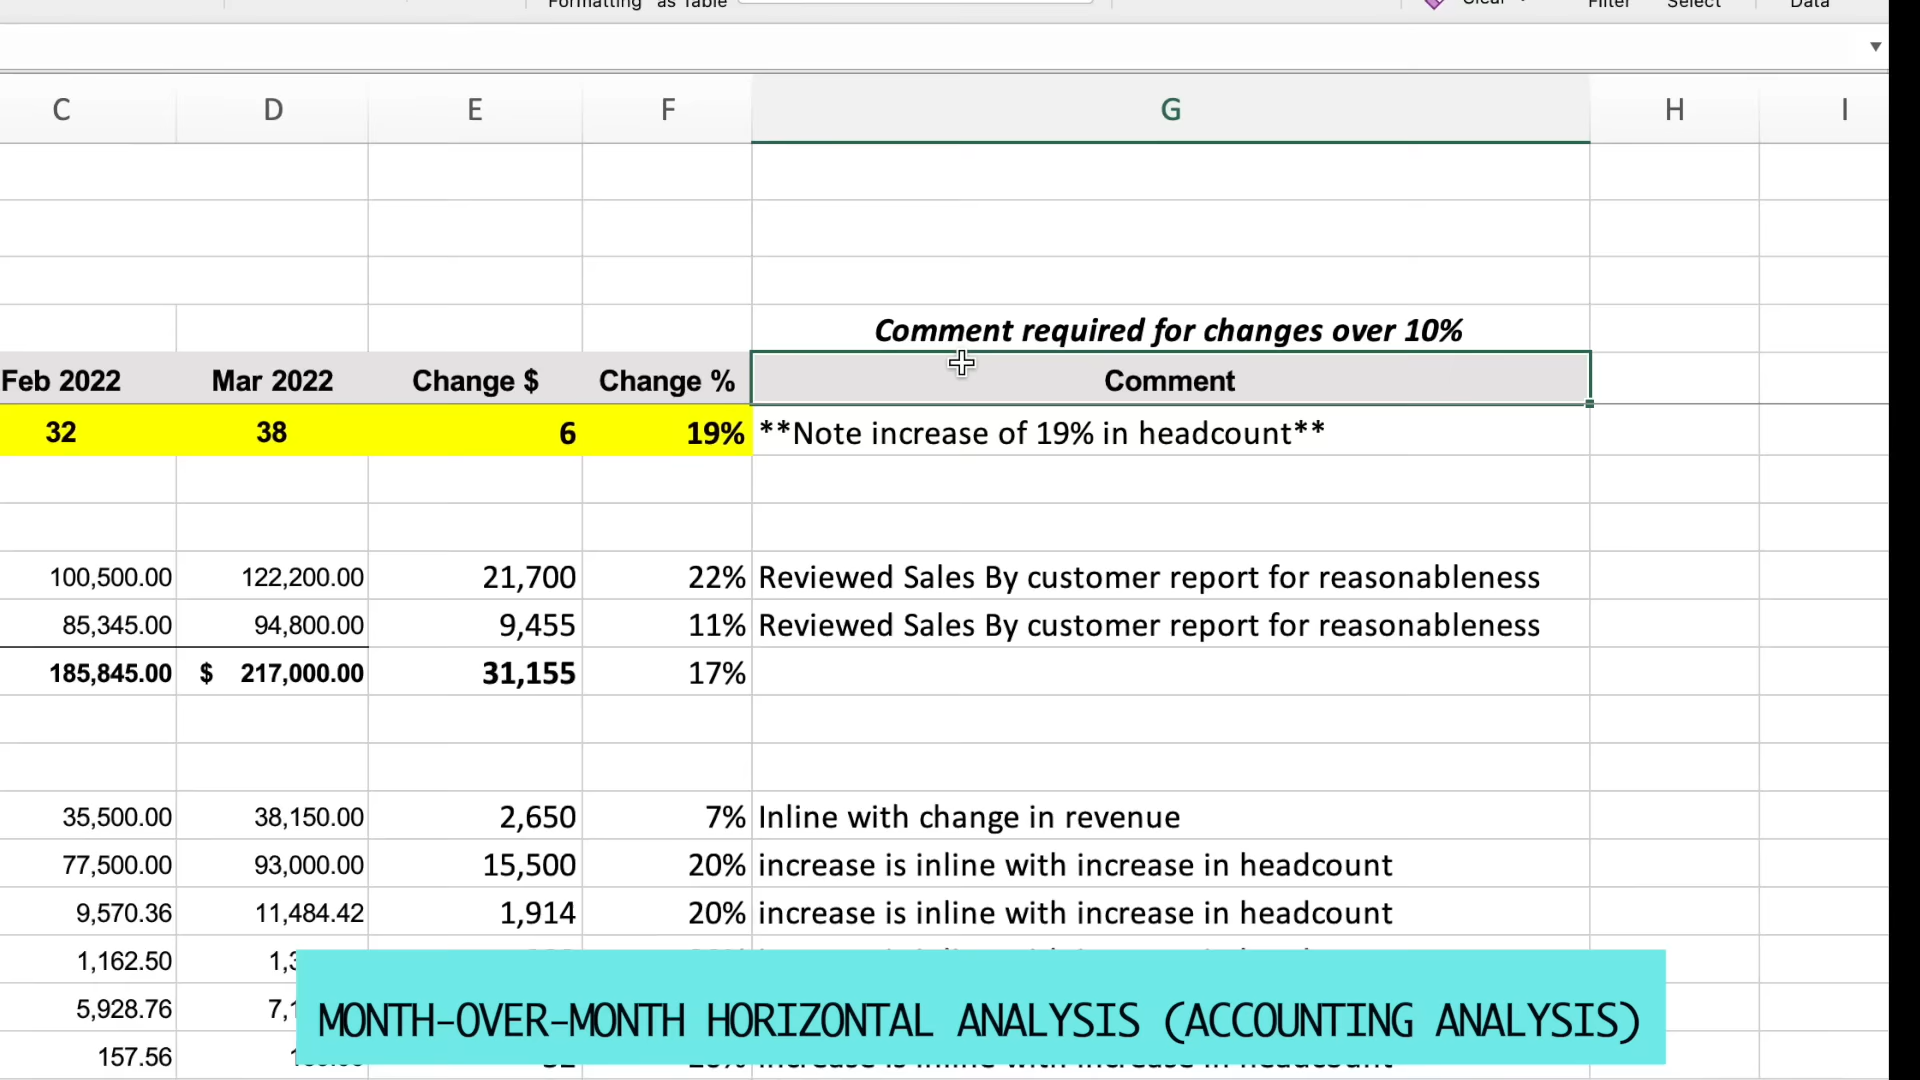 Formatting as Table Clear Filter Select Data
C D E F G H I
Comment required for changes over 10%
Feb 2022 Mar 2022 Change $ Change % Comment
32 38 6 19% **Note increase of 19% in headcount**
100,500.00 122,200.00 21,700 22% Reviewed Sales By customer report for reasonableness
85,345.00 94,800.00 9,455 11% Reviewed Sales By customer report for reasonableness
185,845.00 $ 217,000.00 31,155 17%
35,500.00 38,150.00 2,650 7% Inline with change in revenue
77,500.00 93,000.00 15,500 20% increase is inline with increase in headcount
9,570.36 11,484.42 1,914 20% increase is inline with increase in headcount
1,162.50
5,928.76
157.56
MONTH-OVER-MONTH HORIZONTAL ANALYSIS (ACCOUNTING ANALYSIS)